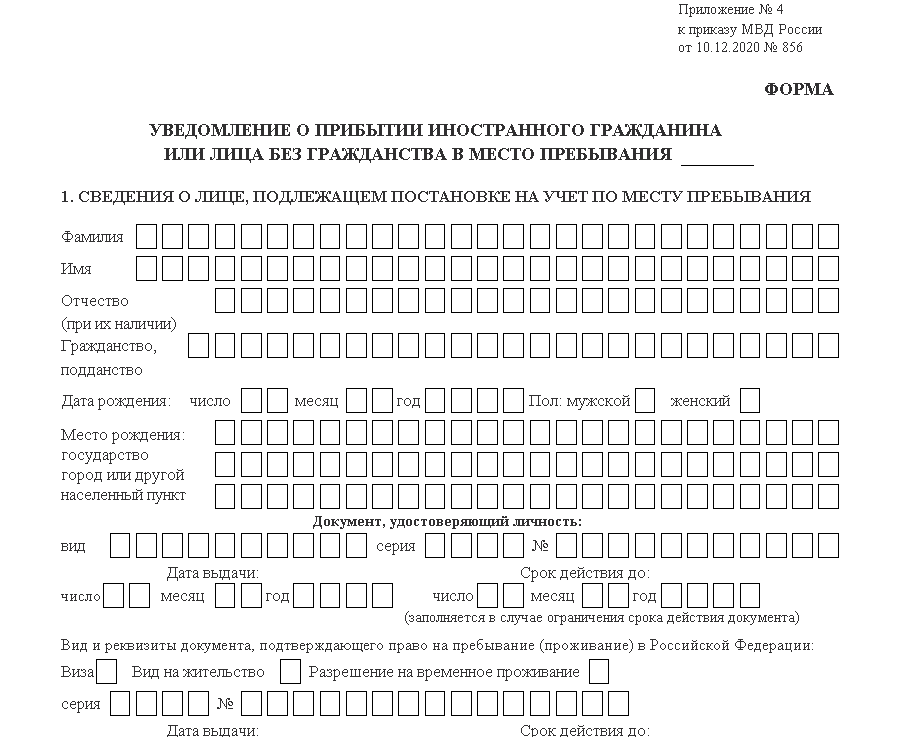 Приложение № 4
к приказу МВД России
от 10.12.2020 № 856
ФОРМА
УВЕДОМЛЕНИЕ О ПРИБЫТИИ ИНОСТРАННОГО ГРАЖДАНИНА
ИЛИ ЛИЦА БЕЗ ГРАЖДАНСТВА В МЕСТО ПРЕБЫВАНИЯ ________
1. СВЕДЕНИЯ О ЛИЦЕ, ПОДЛЕЖАЩЕМ ПОСТАНОВКЕ НА УЧЕТ ПО МЕСТУ ПРЕБЫВАНИЯ
Фамилия
Имя
Отчество
(при их наличии)
Гражданство,
подданство
Дата рождения: число месяц год Пол: мужской женский
Место рождения:
государство
город или другой
населенный пункт
Документ, удостоверяющий личность:
вид серия №
Дата выдачи: Срок действия до:
число месяц год число месяц год
(заполняется в случае ограничения срока действия документа)
Вид и реквизиты документа, подтверждающего право на пребывание (проживание) в Российской Федерации:
Виза Вид на жительство Разрешение на временное проживание
серия №
Дата выдачи: Срок действия до: